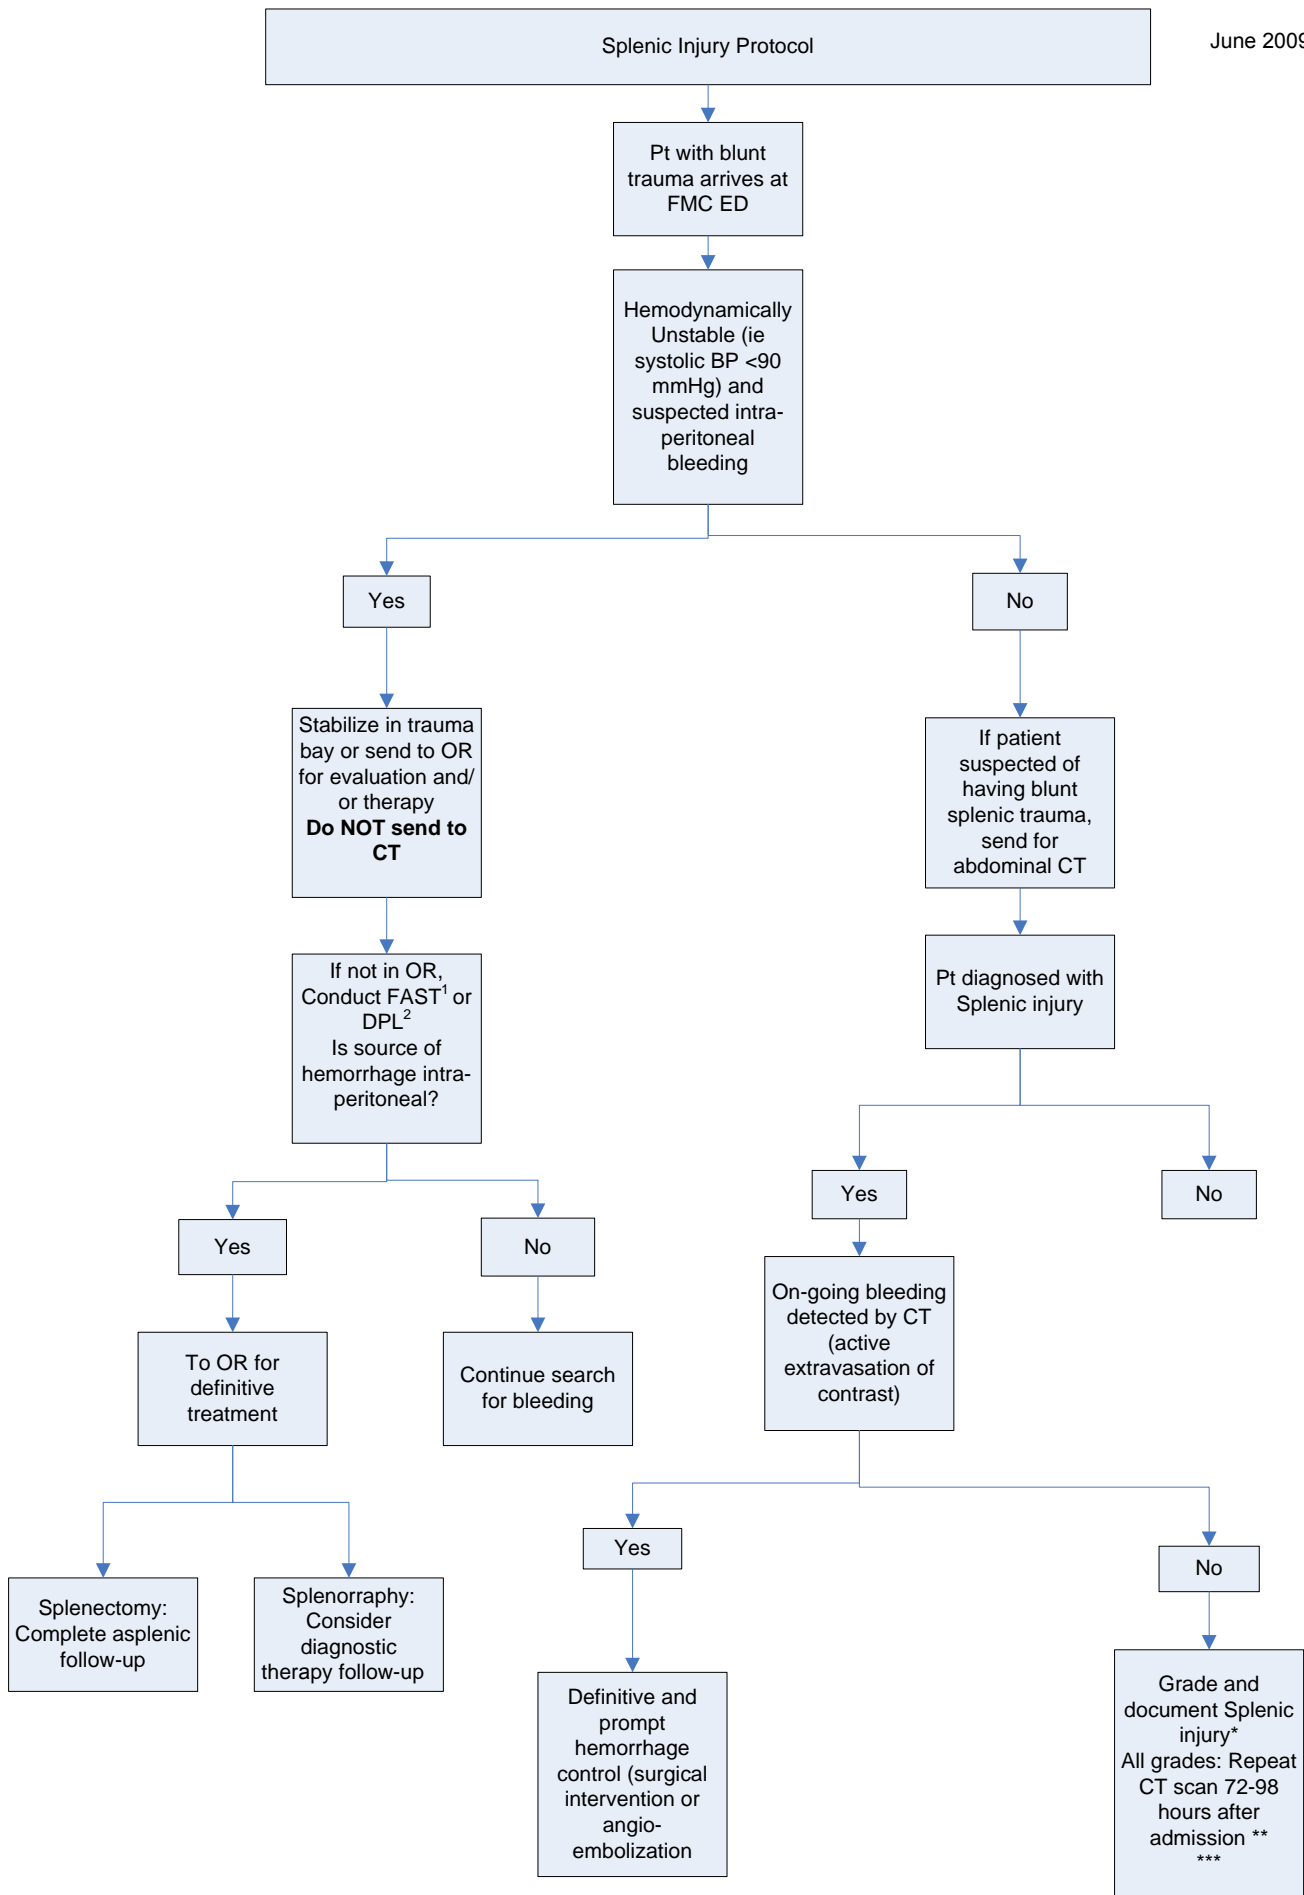 Splenic Injury Protocol
June 2009
Pt with blunt
trauma arrives at
FMC ED
Hemodynamically
Unstable (ie
systolic BP <90
mmHg) and
suspected intra-
peritoneal
bleeding
Yes
No
Stabilize in trauma
bay or send to OR
for evaluation and/
or therapy
Do NOT send to
CT
If patient
suspected of
having blunt
splenic trauma,
send for
abdominal CT
If not in OR,
Conduct FAST¹ or
DPL²
Is source of
hemorrhage intra-
peritoneal?
Pt diagnosed with
Splenic injury
Yes
No
Yes
No
To OR for
definitive
treatment
Continue search
for bleeding
On-going bleeding
detected by CT
(active
extravasation of
contrast)
Yes
No
Splenectomy:
Complete asplenic
follow-up
Splenorraphy:
Consider
diagnostic
therapy follow-up
Definitive and
prompt
hemorrhage
control (surgical
intervention or
angio-
embolization
Grade and
document Splenic
injury*
All grades: Repeat
CT scan 72-98
hours after
admission **
***